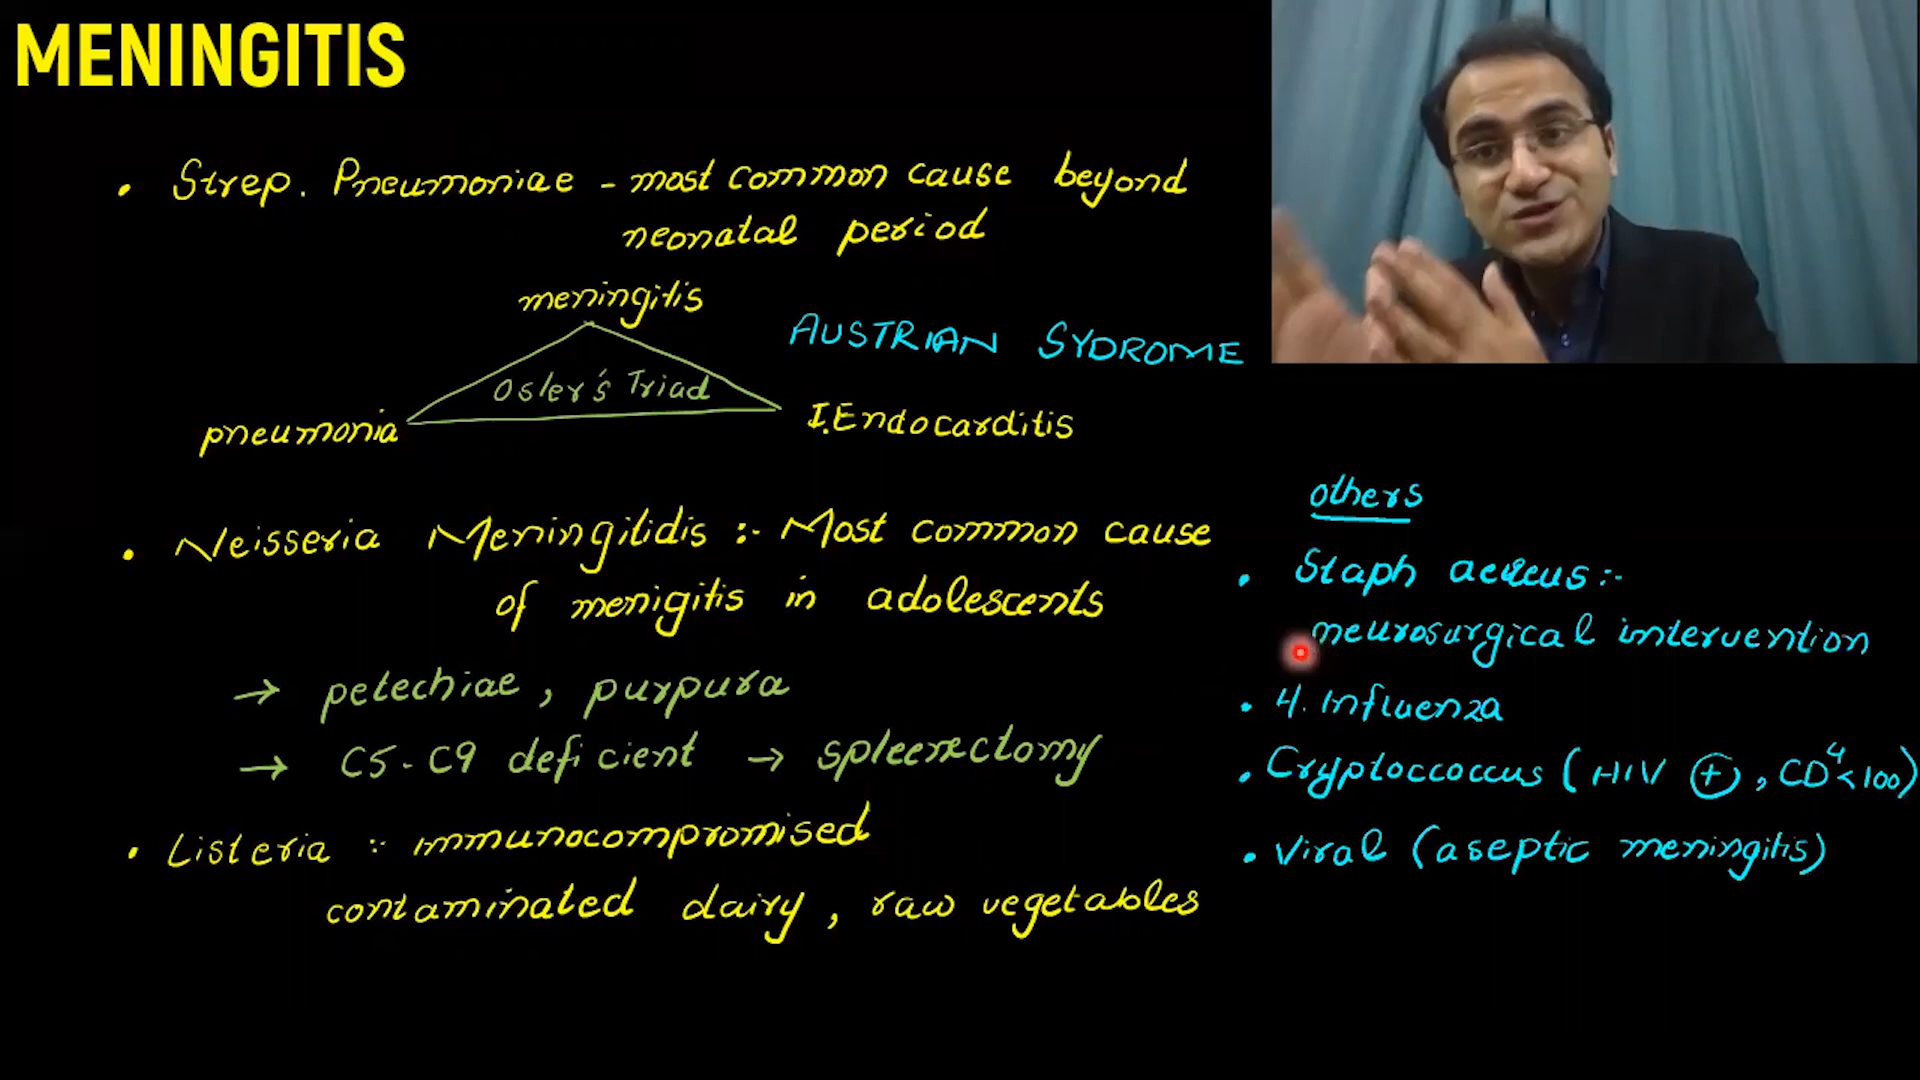 MENINGITIS
• Strep. Pneumoniae - most common cause beyond
neonatal period
meningitis
AUSTRIAN SYDROME
Osler's Triad
pneumonia
I.Endocarditis
• Neisseria Meningitidis :- Most common cause
of menigitis in adolescents
→ petechiae, purpura
→ C5-C9 deficient → spleenectomy
• Listeria :- immunocompromised
contaminated dairy, raw vegetables
others
• Staph :-
neurosurgical intervention
• H. Influenza
• Cryptoccoccus (HIV ⊕, CD4<100)
• Viral (aseptic meningitis)